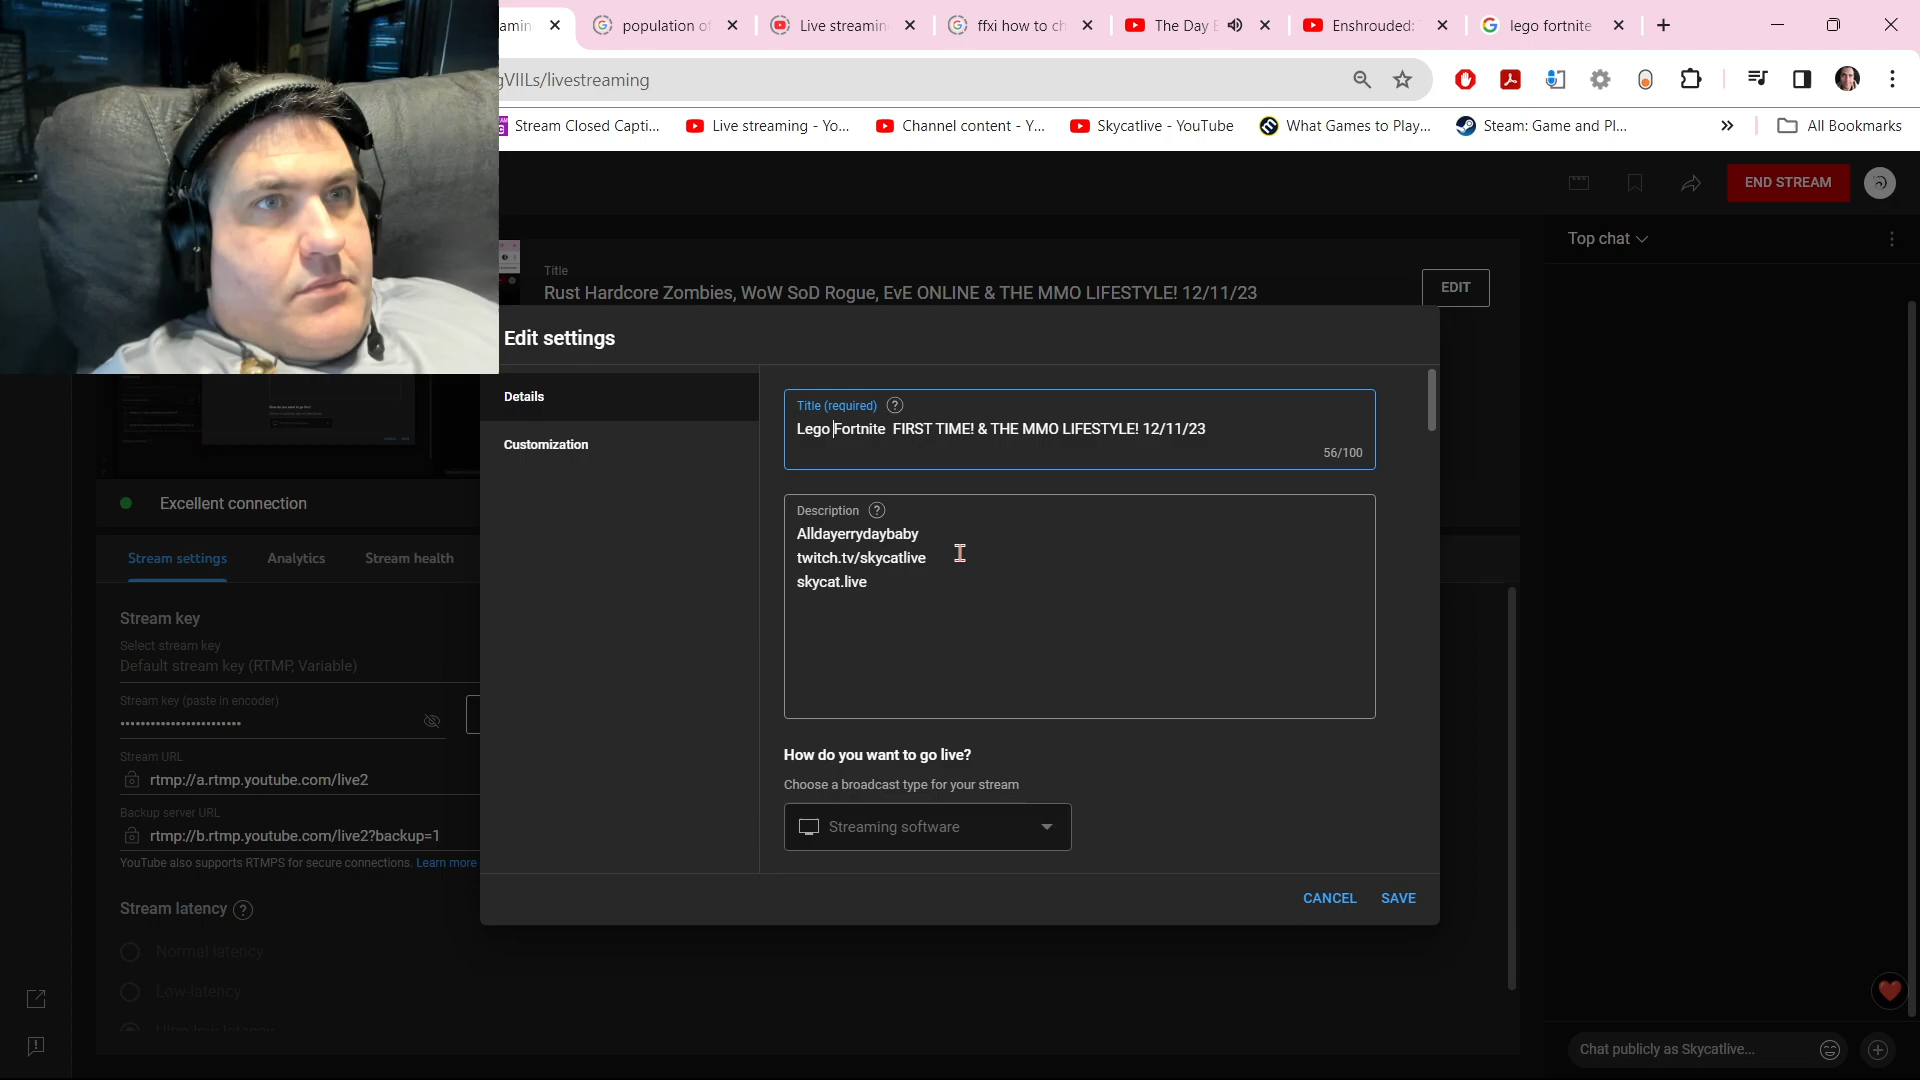 amin
population of
Live streamin
ffxi how to ch
The Day
Enshrouded:
lego fortnite
gVIILs/livestreaming
Stream Closed Capti...
Live streaming - Yo...
Channel content - Y...
Skycatlive - YouTube
What Games to Play...
Steam: Game and Pl...
All Bookmarks
END STREAM
Top chat
Title
Rust Hardcore Zombies, WoW SoD Rogue, EvE ONLINE & THE MMO LIFESTYLE! 12/11/23
EDIT
Edit settings
Details
Customization
Title (required)
Lego Fortnite  FIRST TIME! & THE MMO LIFESTYLE! 12/11/23
56/100
Description
Alldayerrydaybaby
twitch.tv/skycatlive
skycat.live
How do you want to go live?
Choose a broadcast type for your stream
Streaming software
CANCEL
SAVE
Excellent connection
Stream settings
Analytics
Stream health
Stream key
Select stream key
Default stream key (RTMP, Variable)
Stream key (paste in encoder)
Stream URL
rtmp://a.rtmp.youtube.com/live2
Backup server URL
rtmp://b.rtmp.youtube.com/live2?backup=1
YouTube also supports RTMPS for secure connections. Learn more
Stream latency
Normal latency
Low-latency
Ultra low-latency
Chat publicly as Skycatlive...